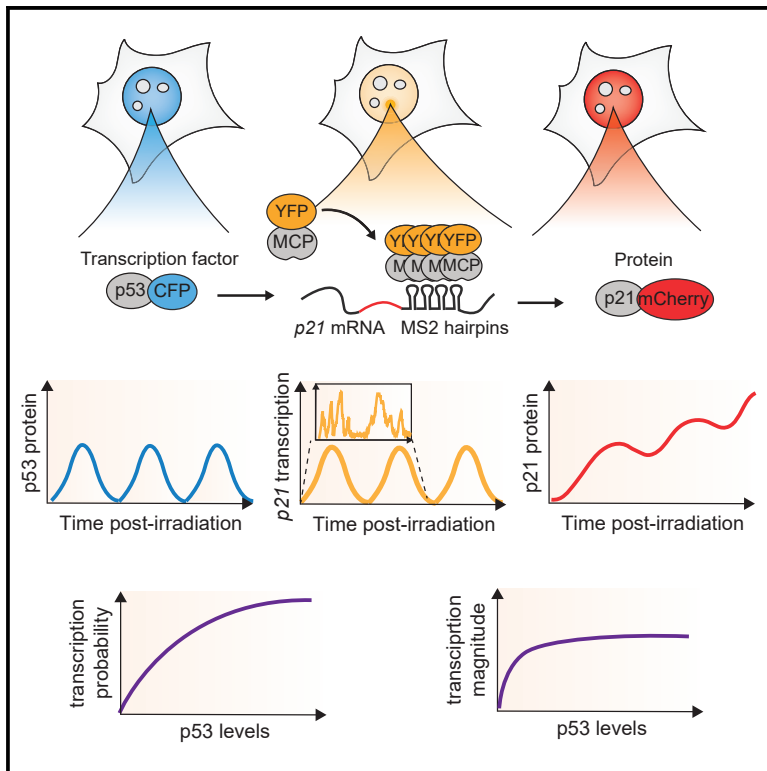 YFP
MCP
Transcription factor
p53 CFP
YF YF YF YFP
M M M MCP
p21 mRNA
MS2 hairpins
Protein
p21 mCherry
p53 protein
Time post-irradiation
p21 transcription
Time post-irradiation
p21 protein
Time post-irradiation
transcription
probability
p53 levels
transciprtion
magnitude
p53 levels